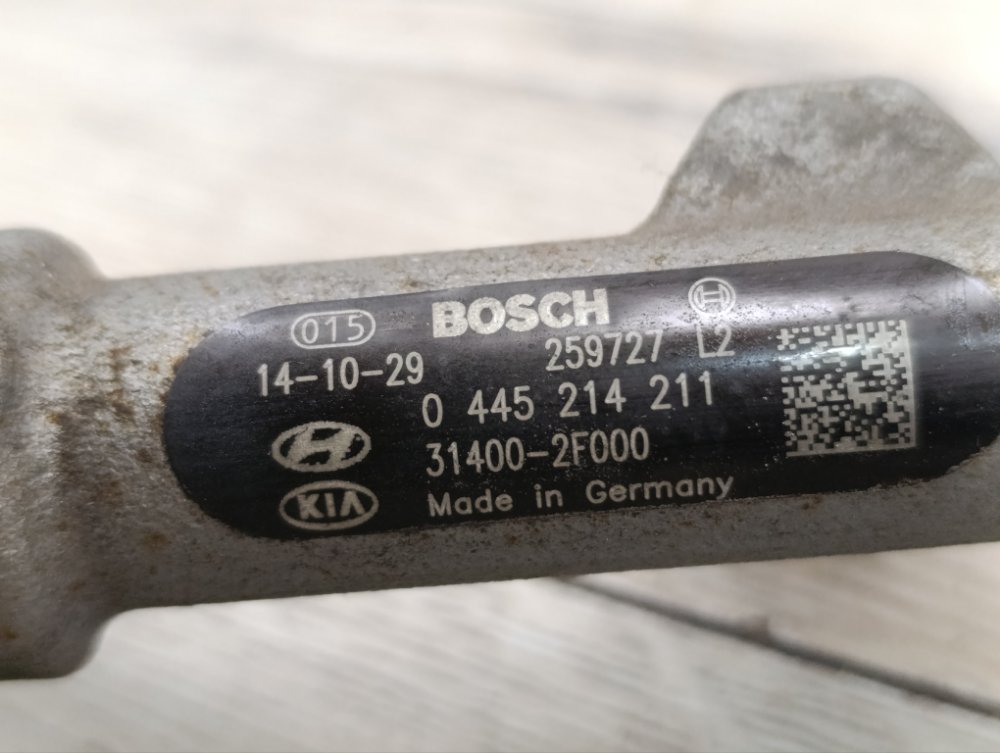 015 BOSCH
14-10-29 259727 L2
0 445 214 211
31400-2F000
KIA Made in Germany